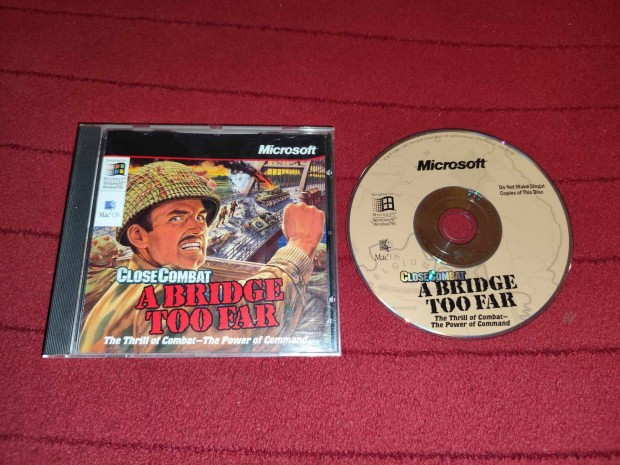 Microsoft
Mac OS
CLOSE COMBAT
A BRIDGE
TOO FAR
The Thrill of Combat—The Power of Command
Microsoft
Do Not Make Illegal
Copies of This Disc
Mac OS
CLOSE COMBAT
A BRIDGE
TOO FAR
The Thrill of Combat—
The Power of Command